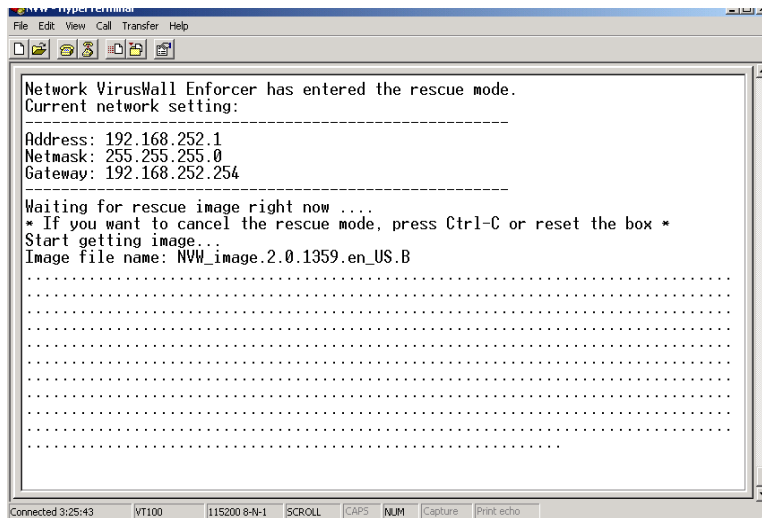 NVW - HyperTerminal
File Edit View Call Transfer Help
Network VirusWall Enforcer has entered the rescue mode.
Current network setting:
------------------------------------------------------
Address: 192.168.252.1
Netmask: 255.255.255.0
Gateway: 192.168.252.254
------------------------------------------------------
Waiting for rescue image right now ....
* If you want to cancel the rescue mode, press Ctrl-C or reset the box *
Start getting image...
Image file name: NVW_image.2.0.1359.en_US.B
...............................................................................
...............................................................................
...............................................................................
...............................................................................
...............................................................................
...............................................................................
...............................................................................
...............................................................................
...............................................................................
...............................................................
Connected 3:25:43 VT100 115200 8-N-1 SCROLL CAPS NUM Capture Print echo